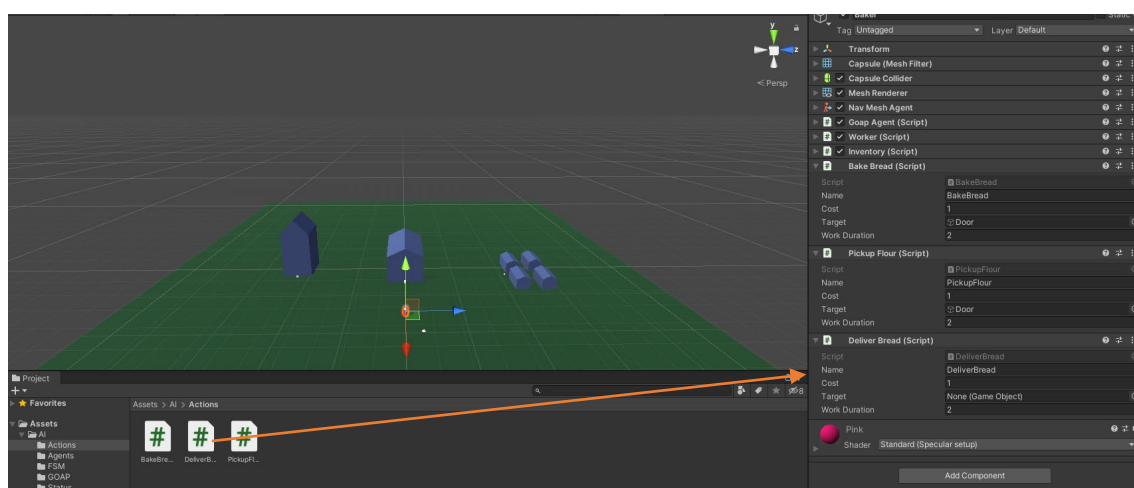 y
z
< Persp
Baker
Static
Tag Untagged Layer Default
Transform
Capsule (Mesh Filter)
Capsule Collider
Mesh Renderer
Nav Mesh Agent
# Goap Agent (Script)
# Worker (Script)
# Inventory (Script)
# Bake Bread (Script)
Script BakeBread
Name BakeBread
Cost 1
Target Door
Work Duration 2
# Pickup Flour (Script)
Script PickupFlour
Name PickupFlour
Cost 1
Target Door
Work Duration 2
# Deliver Bread (Script)
Script DeliverBread
Name DeliverBread
Cost 1
Target None (Game Object)
Work Duration 2
Pink
Shader Standard (Specular setup)
Add Component
Project
8
Favorites
Assets > AI > Actions
Assets
AI
Actions
Agents
FSM
GOAP
Status
# # #
BakeBre... DeliverB... PickupFl...